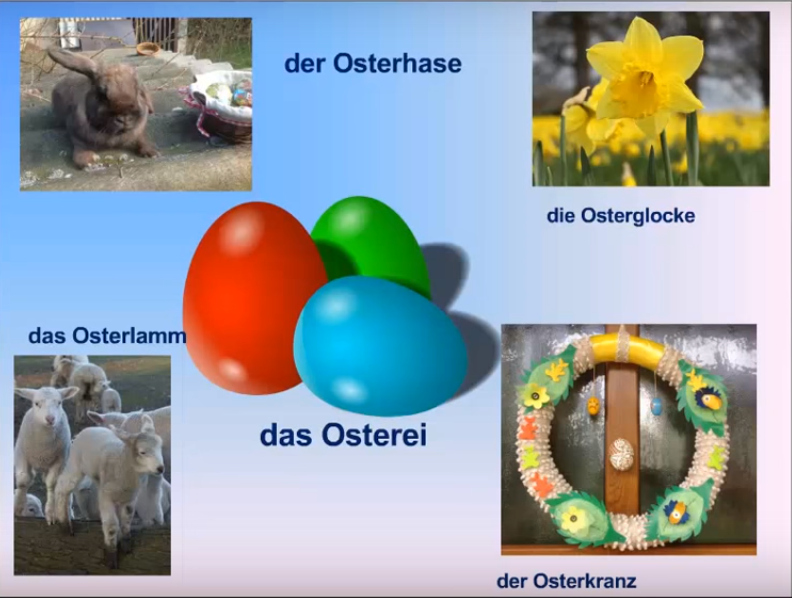 der Osterhase
die Osterglocke
das Osterlamm
das Osterei
der Osterkranz